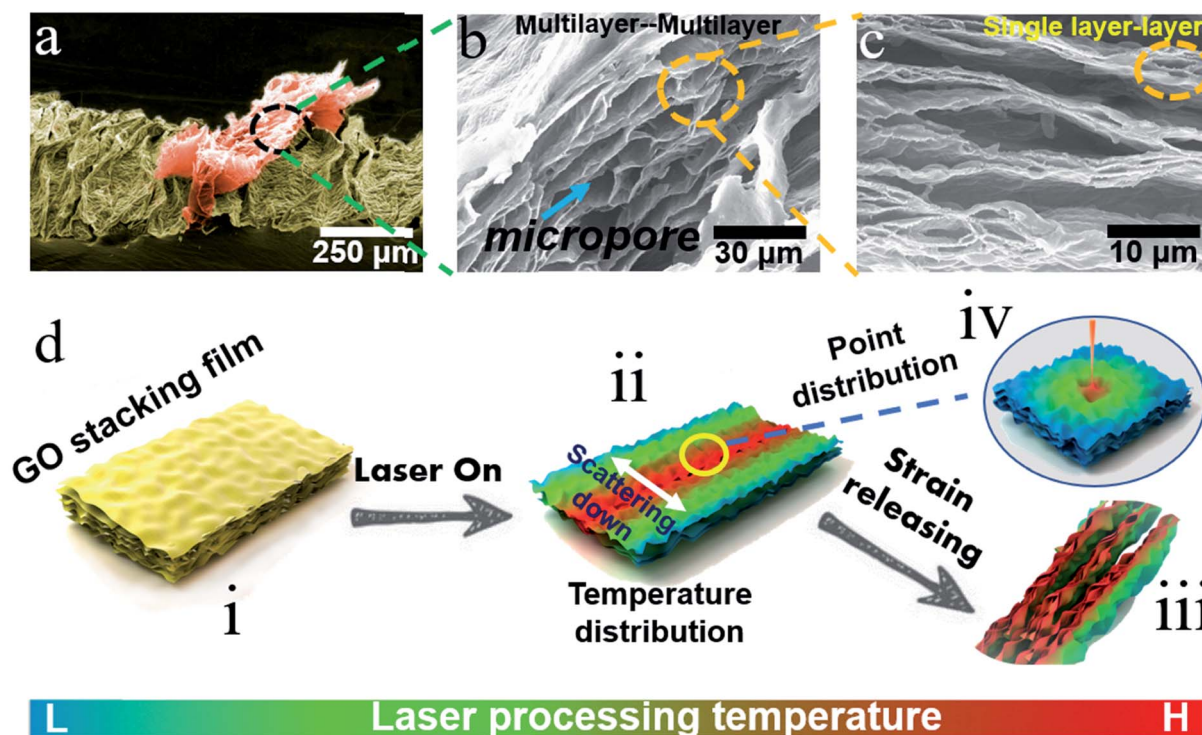 a
250 µm
b
Multilayer--Multilayer
micropore
30 µm
c
Single layer-layer
10 µm
d
GO stacking film
i
Laser On
ii
Scattering
down
Temperature
distribution
Point
distribution
iv
Strain
releasing
iii
L
Laser processing temperature
H